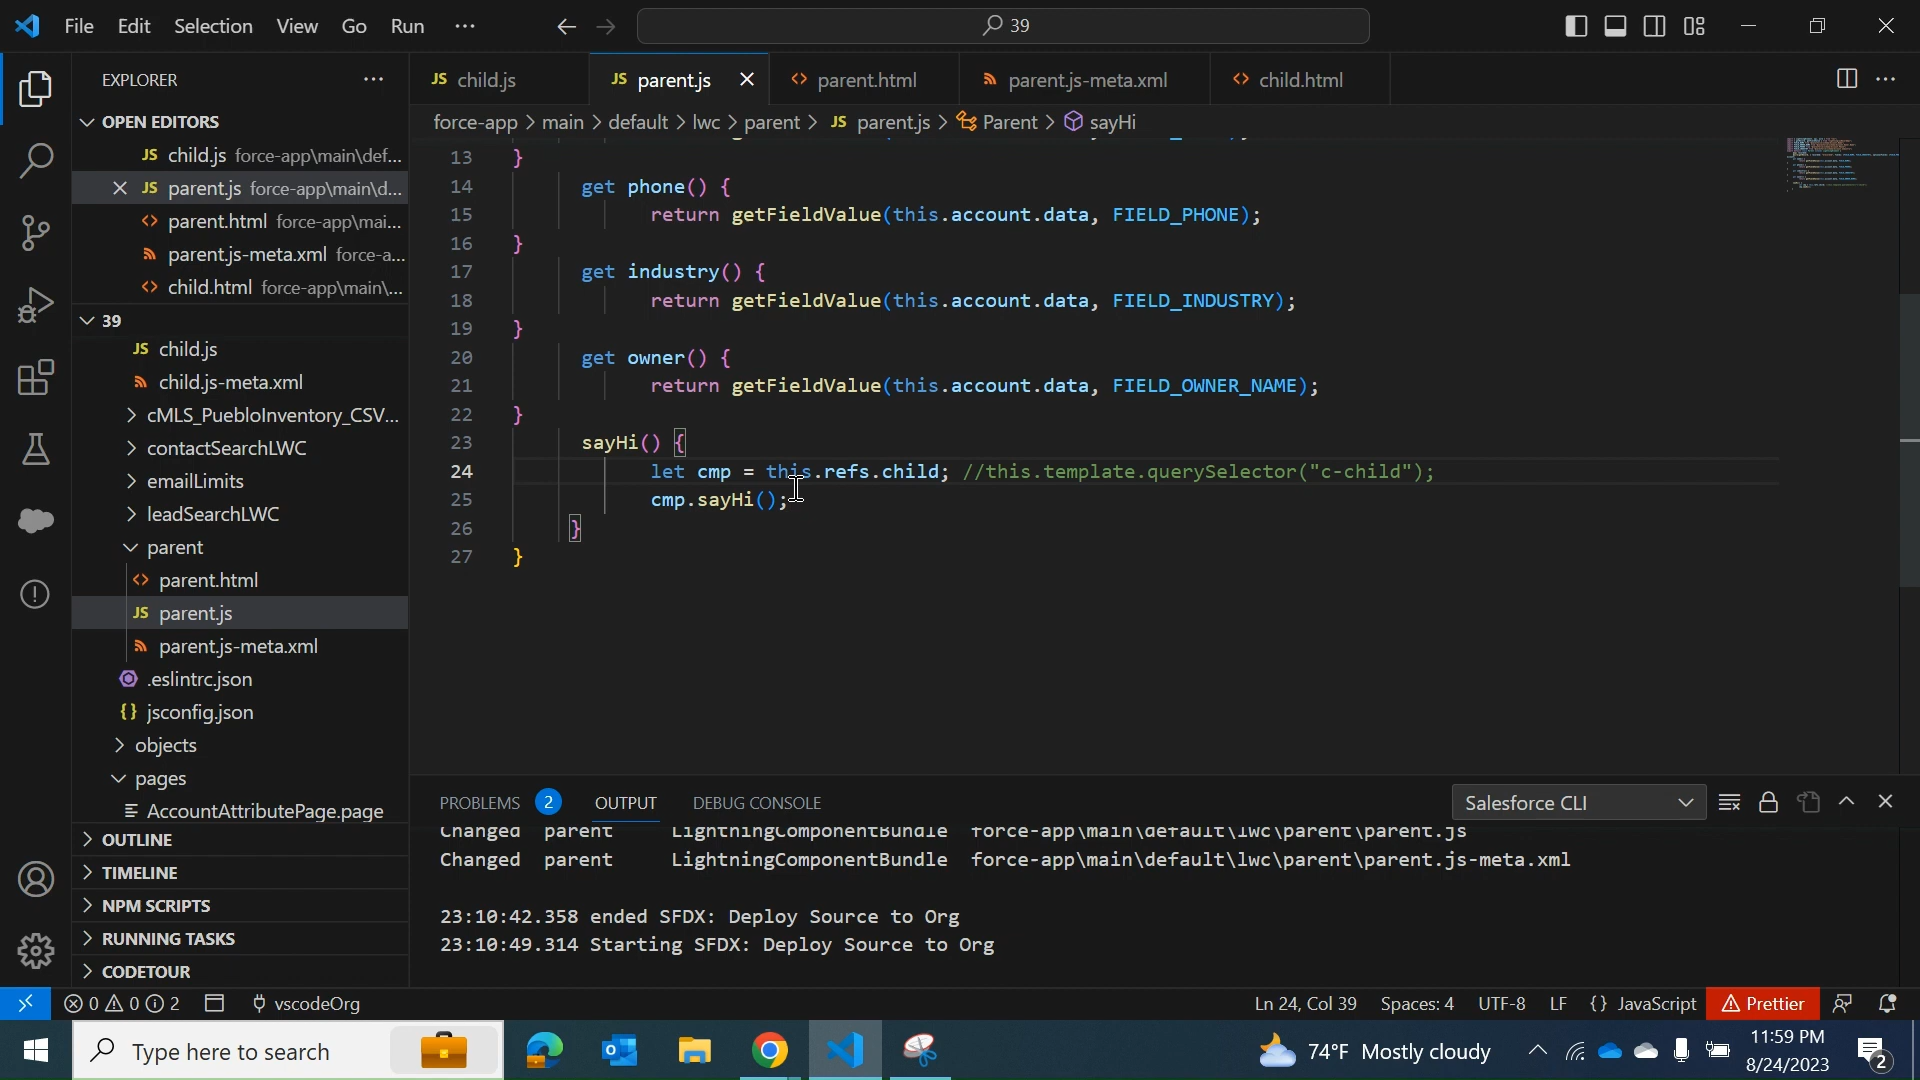 File Edit Selection View Go Run ··· 39
EXPLORER ···
OPEN EDITORS
JS child.js force-app\main\def...
JS parent.js force-app\main\d...
parent.html force-app\mai...
parent.js-meta.xml force-a...
child.html force-app\main\...
39
JS child.js
child.js-meta.xml
cMLS_PuebloInventory_CSV...
contactSearchLWC
emailLimits
leadSearchLWC
parent
parent.html
JS parent.js
parent.js-meta.xml
.eslintrc.json
{} jsconfig.json
objects
pages
AccountAttributePage.page
OUTLINE
TIMELINE
NPM SCRIPTS
RUNNING TASKS
CODETOUR
JS child.js JS parent.js parent.html parent.js-meta.xml child.html
force-app > main > default > lwc > parent > JS parent.js > Parent > sayHi
13 }
14 get phone() {
15 return getFieldValue(this.account.data, FIELD_PHONE);
16 }
17 get industry() {
18 return getFieldValue(this.account.data, FIELD_INDUSTRY);
19 }
20 get owner() {
21 return getFieldValue(this.account.data, FIELD_OWNER_NAME);
22 }
23 sayHi() {
24 let cmp = this.refs.child; //this.template.querySelector("c-child");
25 cmp.sayHi();
26 }
27 }
PROBLEMS 2 OUTPUT DEBUG CONSOLE Salesforce CLI
Changed parent LightningComponentBundle force-app\main\default\lwc\parent\parent.js
Changed parent LightningComponentBundle force-app\main\default\lwc\parent\parent.js-meta.xml
23:10:42.358 ended SFDX: Deploy Source to Org
23:10:49.314 Starting SFDX: Deploy Source to Org
0 0 2 vscodeOrg Ln 24, Col 39 Spaces: 4 UTF-8 LF {} JavaScript Prettier
Type here to search 74°F Mostly cloudy 11:59 PM
8/24/2023 2